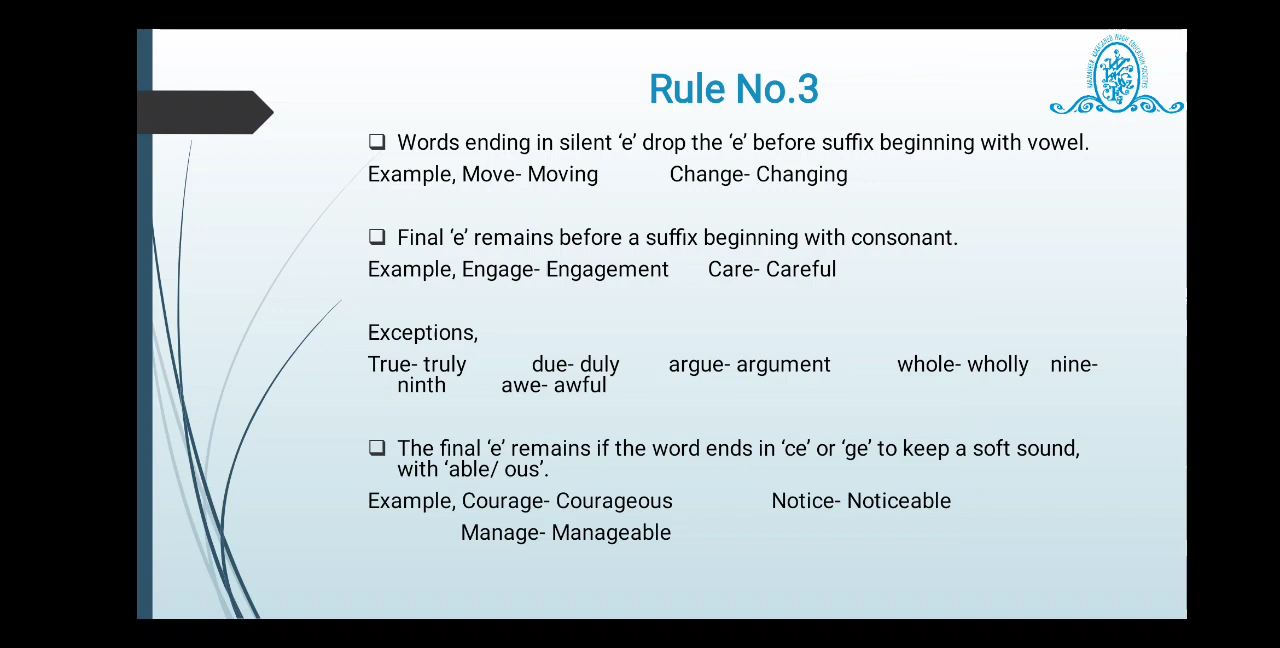 Rule No.3
❑ Words ending in silent ‘e’ drop the ‘e’ before suffix beginning with vowel.
Example, Move- Moving Change- Changing
❑ Final ‘e’ remains before a suffix beginning with consonant.
Example, Engage- Engagement Care- Careful
Exceptions,
True- truly due- duly argue- argument whole- wholly nine-
ninth awe- awful
❑ The final ‘e’ remains if the word ends in ‘ce’ or ‘ge’ to keep a soft sound,
with ‘able/ ous’.
Example, Courage- Courageous Notice- Noticeable
Manage- Manageable